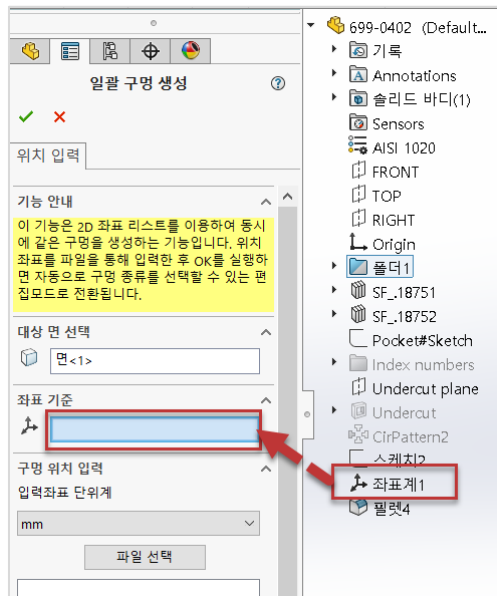 일괄 구멍 생성
위치 입력
기능 안내
이 기능은 2D 좌표 리스트를 이용하여 동시
에 같은 구멍을 생성하는 기능입니다. 위치
좌표를 파일을 통해 입력한 후 OK를 실행하
면 자동으로 구멍 종류를 선택할 수 있는 편
집모드로 전환됩니다.
대상 면 선택
면<1>
좌표 기준
구멍 위치 입력
입력좌표 단위계
mm
파일 선택
699-0402 (Default...
기록
Annotations
솔리드 바디(1)
Sensors
AISI 1020
FRONT
TOP
RIGHT
Origin
폴더1
SF_.18751
SF_.18752
Pocket#Sketch
Index numbers
Undercut plane
Undercut
CirPattern2
스케치2
좌표계1
필렛4